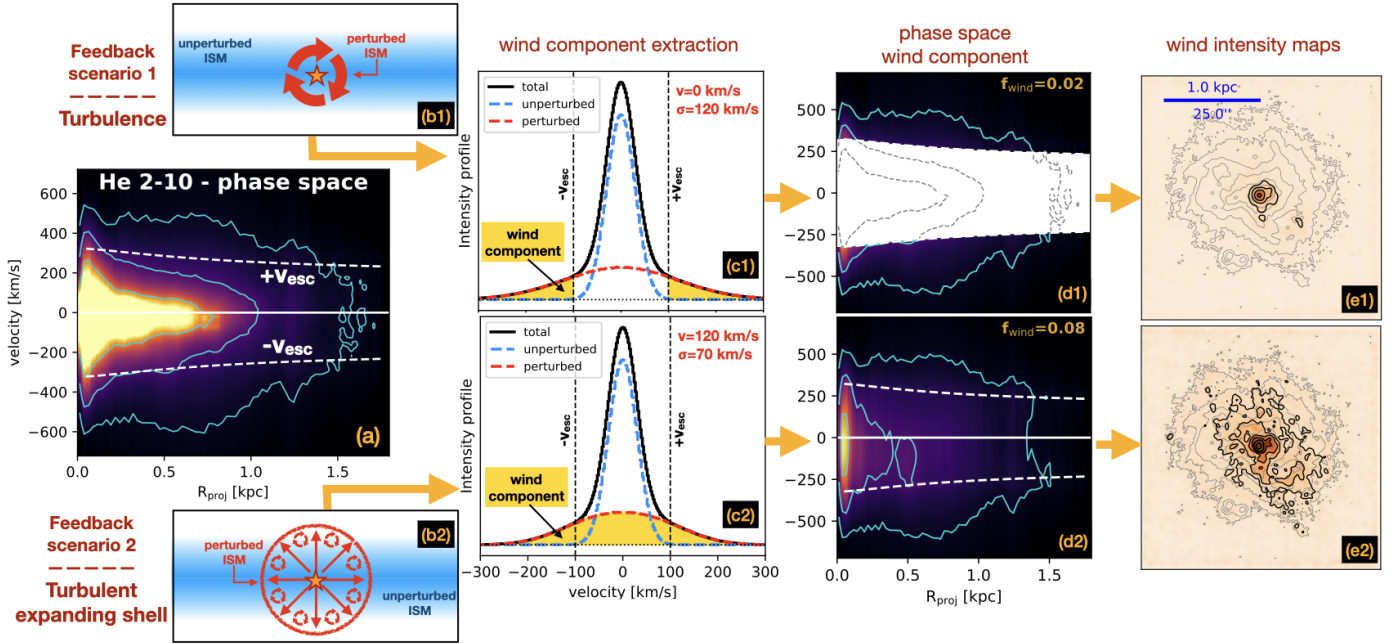 Feedback
scenario 1
Turbulence
unperturbed
ISM
perturbed
ISM
(b1)
He 2-10 - phase space
+vesc
-vesc
(a)
velocity [km/s]
600
400
200
0
−200
−400
−600
0.0
0.5
1.0
1.5
Rproj [kpc]
Feedback
scenario 2
Turbulent
expanding shell
perturbed
ISM
unperturbed
ISM
(b2)
wind component extraction
total
unperturbed
perturbed
v=0 km/s
σ=120 km/s
-vesc
+vesc
wind
component
(c1)
Intensity profile
total
unperturbed
perturbed
v=120 km/s
σ=70 km/s
-vesc
+vesc
wind
component
(c2)
Intensity profile
−300
−200
−100
0
100
200
300
velocity [km/s]
phase space
wind component
fwind=0.02
500
250
0
−250
−500
(d1)
fwind=0.08
500
250
0
−250
−500
(d2)
0.0
0.5
1.0
1.5
Rproj [kpc]
wind intensity maps
1.0 kpc
25.0''
(e1)
(e2)